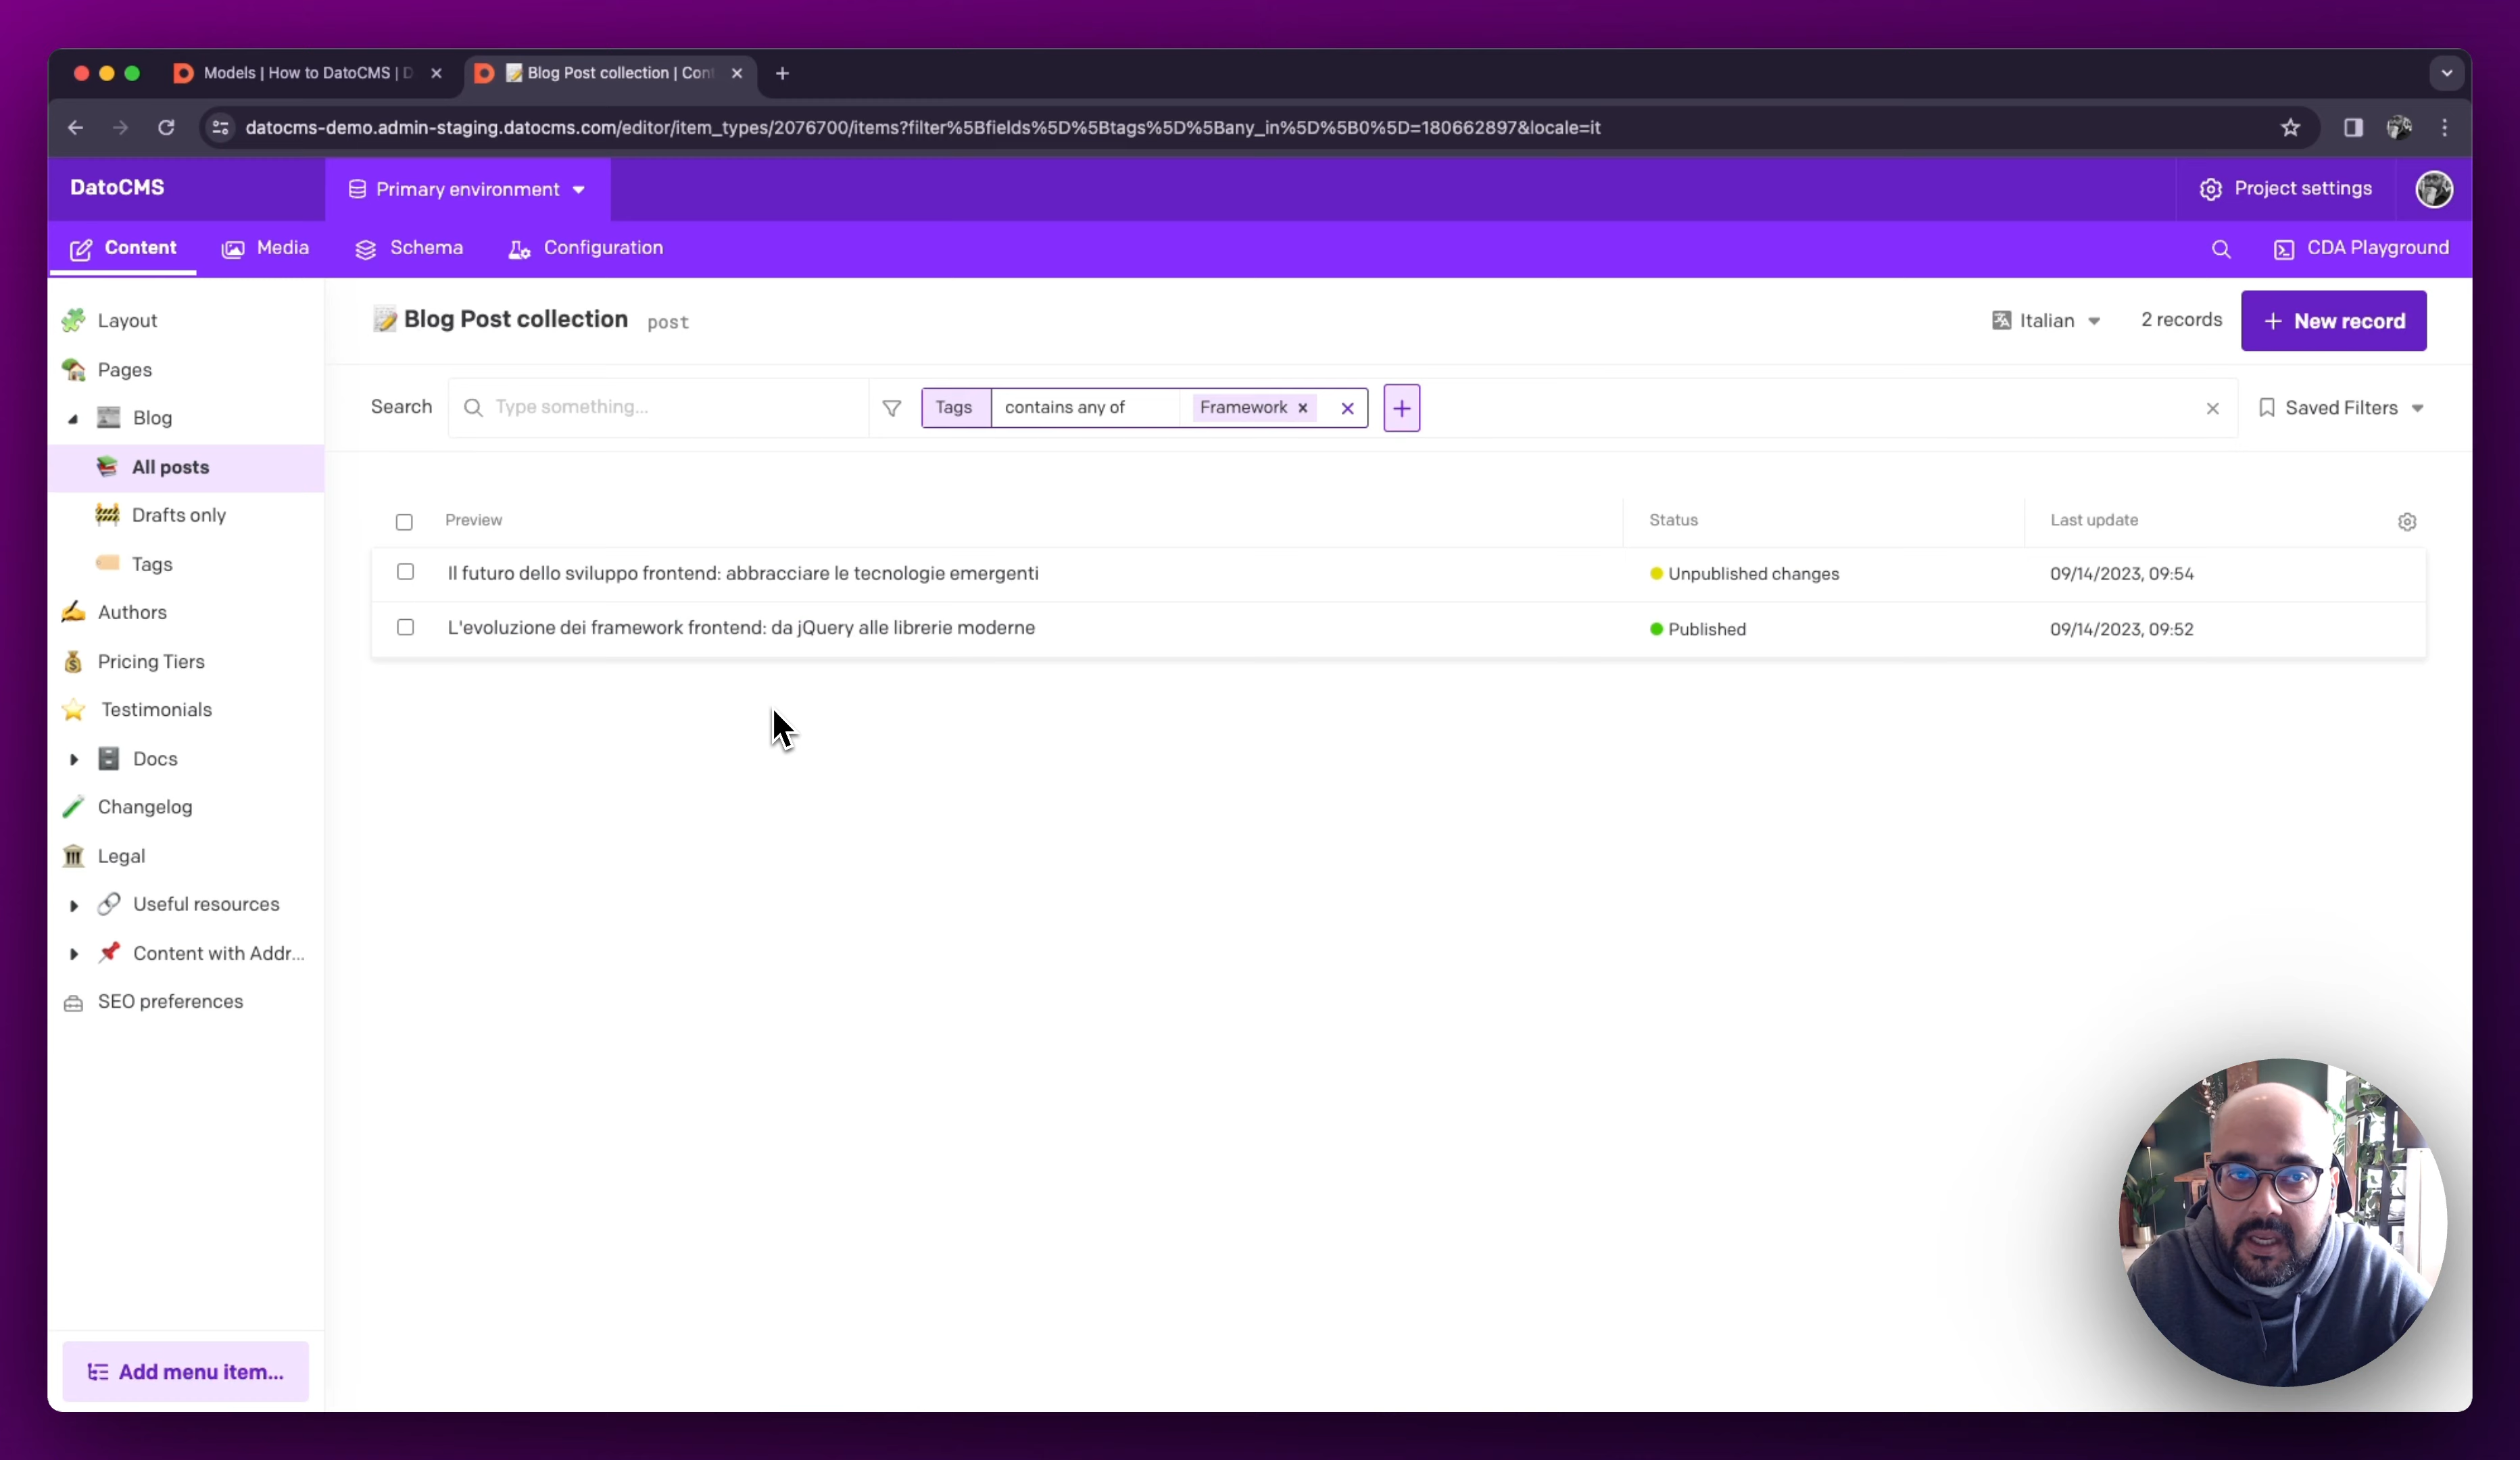 Models | How to DatoCMS | D
Blog Post collection | Cont
datocms-demo.admin-staging.datocms.com/editor/item_types/2076700/items?filter%5Bfields%5D%5Btags%5D%5Bany_in%5D%5B0%5D=180662897&locale=it
DatoCMS
Primary environment
Project settings
Content
Media
Schema
Configuration
CDA Playground
Layout
Pages
Blog
All posts
Drafts only
Tags
Authors
Pricing Tiers
Testimonials
Docs
Changelog
Legal
Useful resources
Content with Addr...
SEO preferences
Add menu item...
Blog Post collection post
Italian
2 records
New record
Search
Type something...
Tags
contains any of
Framework
Saved Filters
Preview
Status
Last update
Il futuro dello sviluppo frontend: abbracciare le tecnologie emergenti
Unpublished changes
09/14/2023, 09:54
L'evoluzione dei framework frontend: da jQuery alle librerie moderne
Published
09/14/2023, 09:52